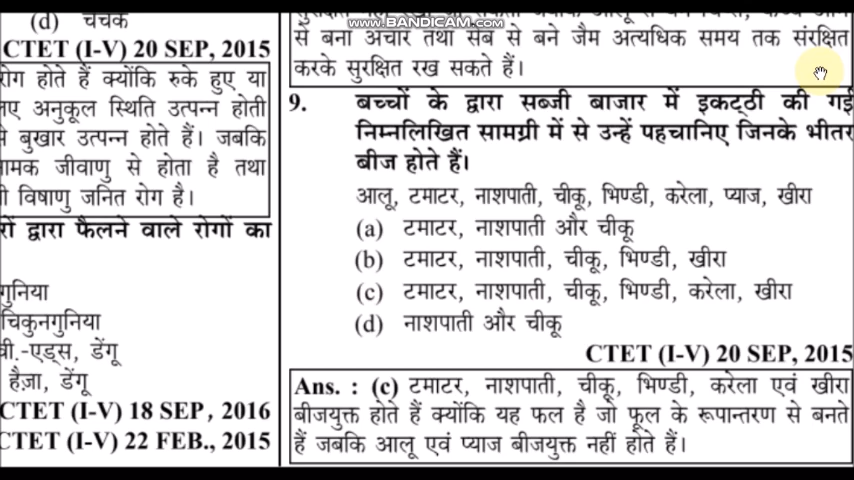 WWW.BANDICAM.COM
(d) चेचक
CTET (I-V) 20 SEP, 2015
रोग होते हैं क्योंकि रुके हुए या
अनुकूल स्थिति उत्पन्न होती
बुखार उत्पन्न होते हैं। जबकि
जीवाणु से होता है तथा
विषाणु जनित रोग है।
द्वारा फैलने वाले रोगों का
गुनिया
चिकुनगुनिया
वी.-एड्स, डेंगू
हैज़ा, डेंगू
CTET (I-V) 18 SEP, 2016
CTET (I-V) 22 FEB., 2015
से बना अचार तथा सेब से बने जैम अत्यधिक समय तक संरक्षित
करके सुरक्षित रख सकते हैं।
9. बच्चों के द्वारा सब्जी बाजार में इकट्ठी की गई
निम्नलिखित सामग्री में से उन्हें पहचानिए जिनके भीतर
बीज होते हैं।
आलू, टमाटर, नाशपाती, चीकू, भिण्डी, करेला, प्याज, खीरा
(a) टमाटर, नाशपाती और चीकू
(b) टमाटर, नाशपाती, चीकू, भिण्डी, खीरा
(c) टमाटर, नाशपाती, चीकू, भिण्डी, करेला, खीरा
(d) नाशपाती और चीकू
CTET (I-V) 20 SEP, 2015
Ans. : (c) टमाटर, नाशपाती, चीकू, भिण्डी, करेला एवं खीरा
बीजयुक्त होते हैं क्योंकि यह फल है जो फूल के रूपान्तरण से बनते
हैं जबकि आलू एवं प्याज बीजयुक्त नहीं होते हैं।